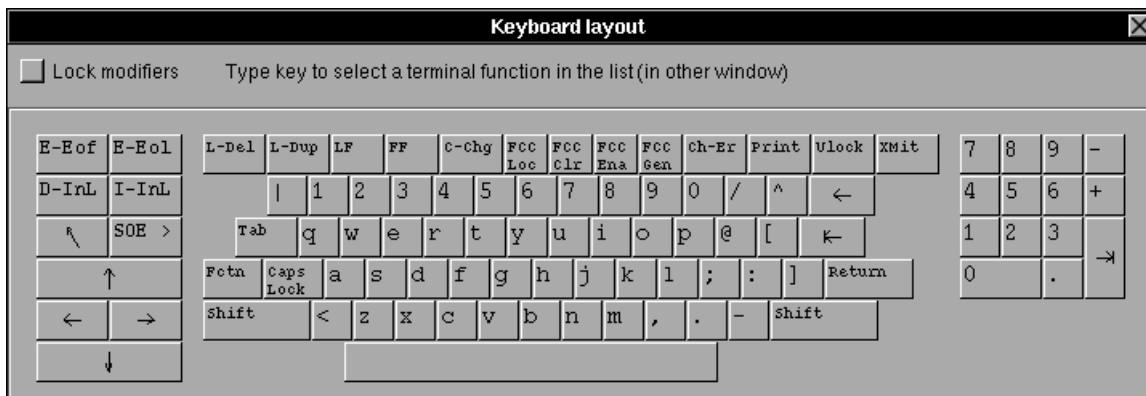 Keyboard layout
Lock modifiers Type key to select a terminal function in the list (in other window)
E-Eof E-Eol L-Del L-Dup LF FF C-Chg FCC Loc FCC Clr FCC Ena FCC Gen Ch-Er Print Ulock XMit 7 8 9 -
D-InL I-InL | 1 2 3 4 5 6 7 8 9 0 / ^ ← 4 5 6 +
↖ SOE > Tab q w e r t y u i o p @ [ |← 1 2 3 →|
↑ Fctn Caps Lock a s d f g h j k l ; : ] Return 0 .
← → Shift < z x c v b n m , . - Shift
↓